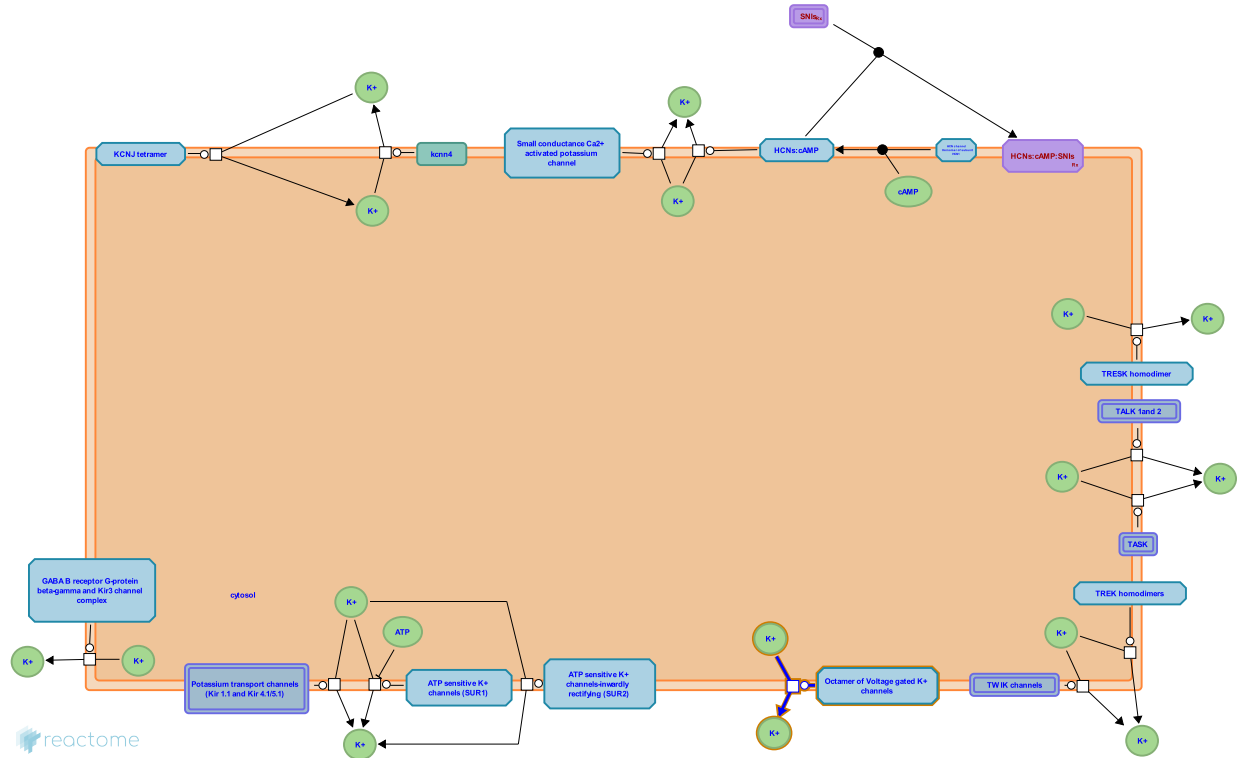 SNIs
Rx
K+
K+
KCNJ tetramer
kcnn4
Small conductance Ca2+
activated potassium
channel
HCNs:cAMP
HCNs:cAMP:SNIs
Rx
cAMP
K+
K+
K+
K+
TRESK homodimer
TALK 1and 2
K+
K+
TASK
GABA B receptor G-protein
beta-gamma and Kir3 channel
complex
cytosol
TREK homodimers
K+
ATP
K+
K+
K+
K+
Potassium transport channels
(Kir 1.1 and Kir 4.1/5.1)
ATP sensitive K+
channels (SUR1)
ATP sensitive K+
channels-inwardly
rectifying (SUR2)
Octamer of Voltage gated K+
channels
TWIK channels
K+
K+
K+
reactome